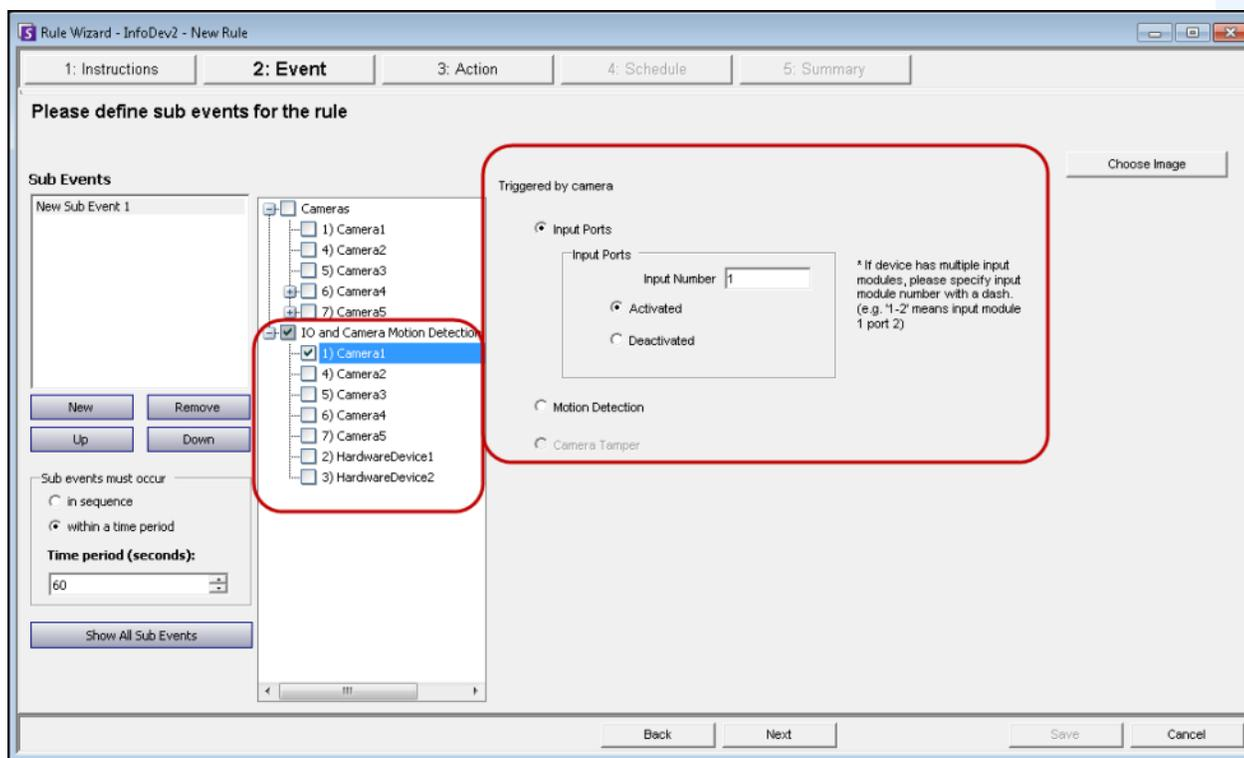 Rule Wizard - InfoDev2 - New Rule
1: Instructions
2: Event
3: Action
4: Schedule
5: Summary
Please define sub events for the rule
Choose Image
Sub Events
New Sub Event 1
New
Remove
Up
Down
Sub events must occur
in sequence
within a time period
Time period (seconds):
60
Show All Sub Events
Cameras
1) Camera1
4) Camera2
5) Camera3
6) Camera4
7) Camera5
IO and Camera Motion Detection
1) Camera1
4) Camera2
5) Camera3
6) Camera4
7) Camera5
2) HardwareDevice1
3) HardwareDevice2
Triggered by camera
Input Ports
Input Ports
Input Number 1
Activated
Deactivated
* If device has multiple input
modules, please specify input
module number with a dash.
(e.g. '1-2' means input module
1 port 2)
Motion Detection
Camera Tamper
Back
Next
Save
Cancel